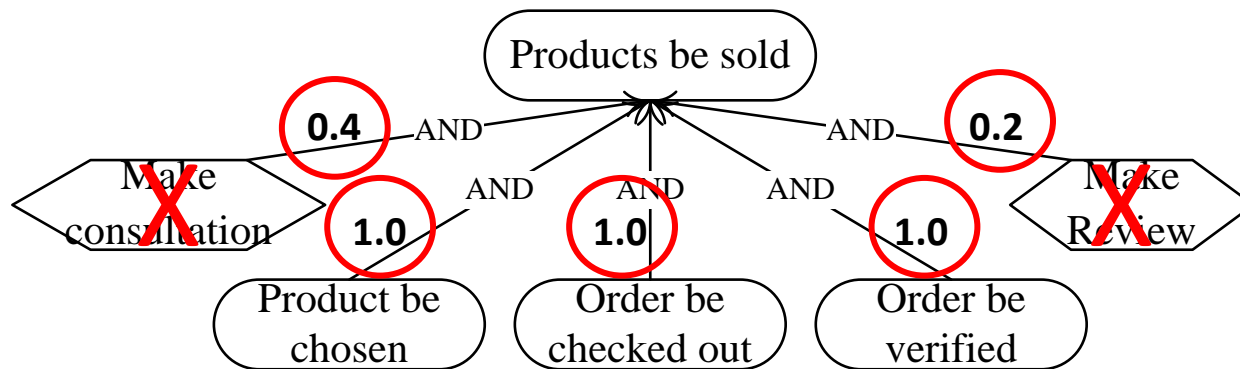 Products be sold
0.4
AND
AND
0.2
Make
consultation
X
AND
AND
AND
Make
Review
X
1.0
1.0
1.0
Product be
chosen
Order be
checked out
Order be
verified